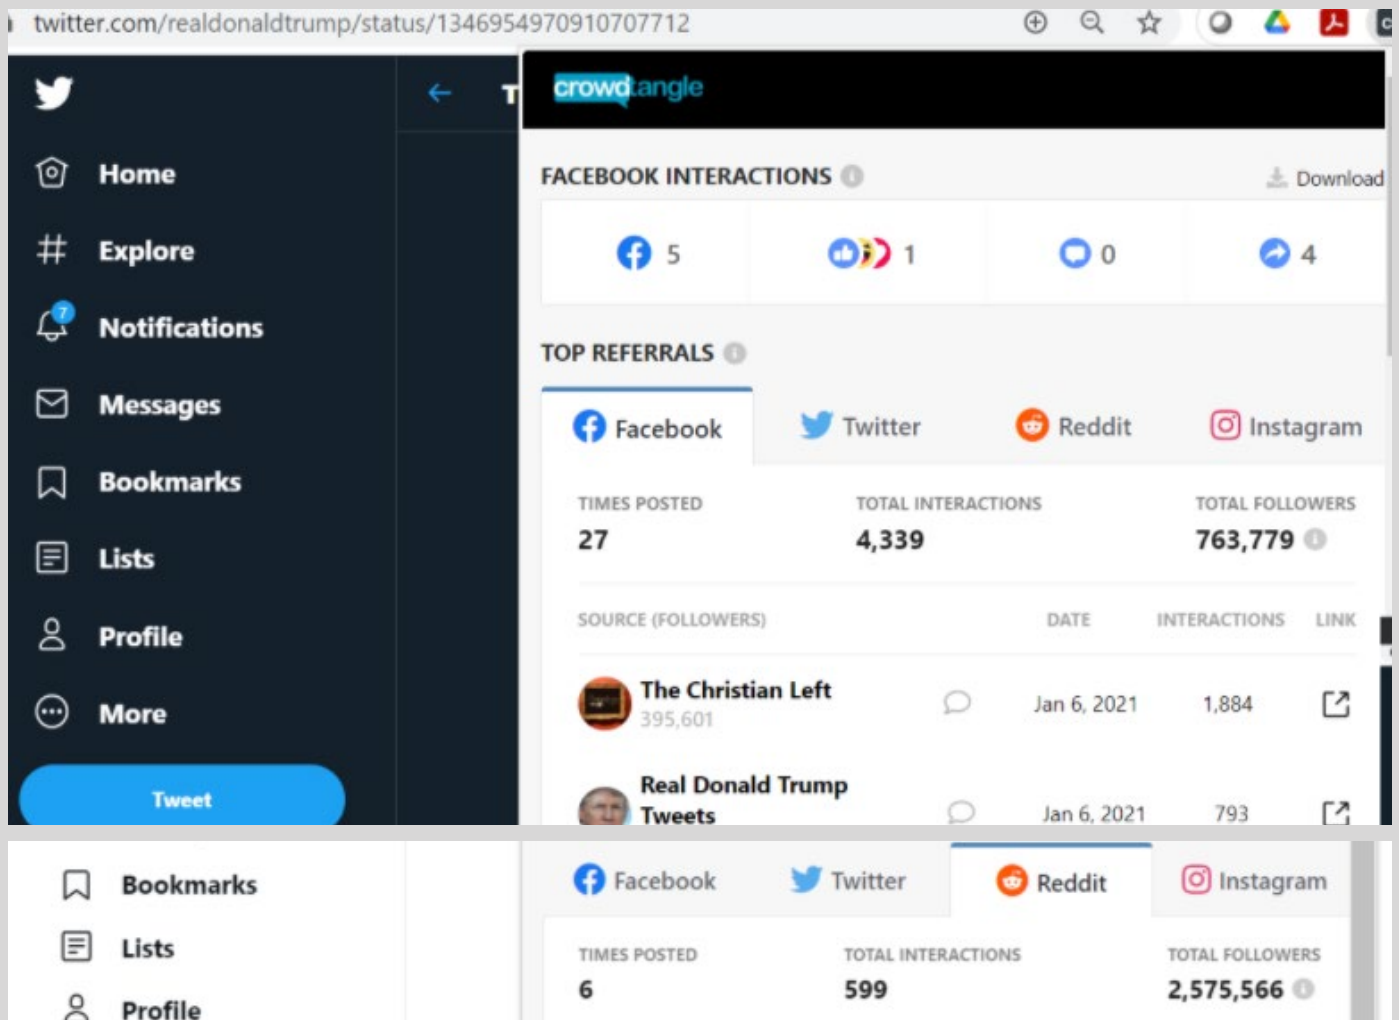 twitter.com/realdonaldtrump/status/1346954970910707712
T
crowdtangle
Home
Explore
7
Notifications
Messages
Bookmarks
Lists
Profile
More
Tweet
FACEBOOK INTERACTIONS
Download
5 1 0 4
TOP REFERRALS
Facebook Twitter Reddit Instagram
TIMES POSTED TOTAL INTERACTIONS TOTAL FOLLOWERS
27 4,339 763,779
SOURCE (FOLLOWERS) DATE INTERACTIONS LINK
The Christian Left
395,601
Jan 6, 2021 1,884
Real Donald Trump
Tweets
Jan 6, 2021 793
Bookmarks
Lists
Profile
Facebook Twitter Reddit Instagram
TIMES POSTED TOTAL INTERACTIONS TOTAL FOLLOWERS
6 599 2,575,566